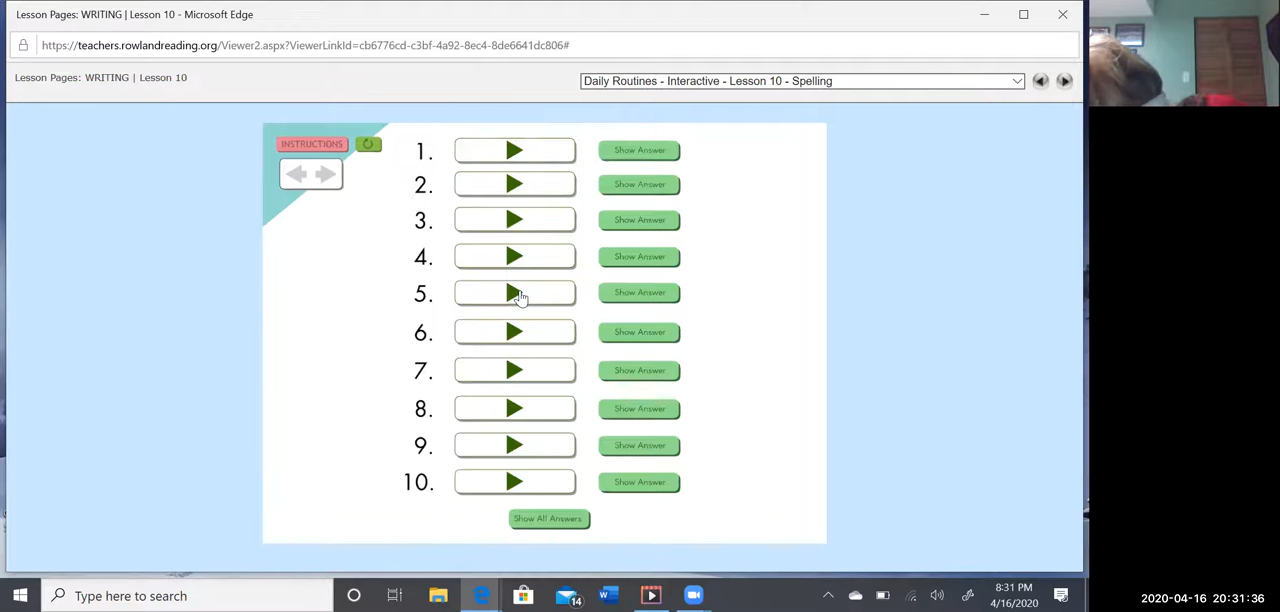 Lesson Pages: WRITING | Lesson 10 - Microsoft Edge
https://teachers.rowlandreading.org/Viewer2.aspx?ViewerLinkId=cb6776cd-c3bf-4a92-8ec4-8de6641dc806#
Lesson Pages: WRITING | Lesson 10
Daily Routines - Interactive - Lesson 10 - Spelling
INSTRUCTIONS
1. Show Answer
2. Show Answer
3. Show Answer
4. Show Answer
5. Show Answer
6. Show Answer
7. Show Answer
8. Show Answer
9. Show Answer
10. Show Answer
Show All Answers
Type here to search
14
8:31 PM
4/16/2020
2020-04-16 20:31:36